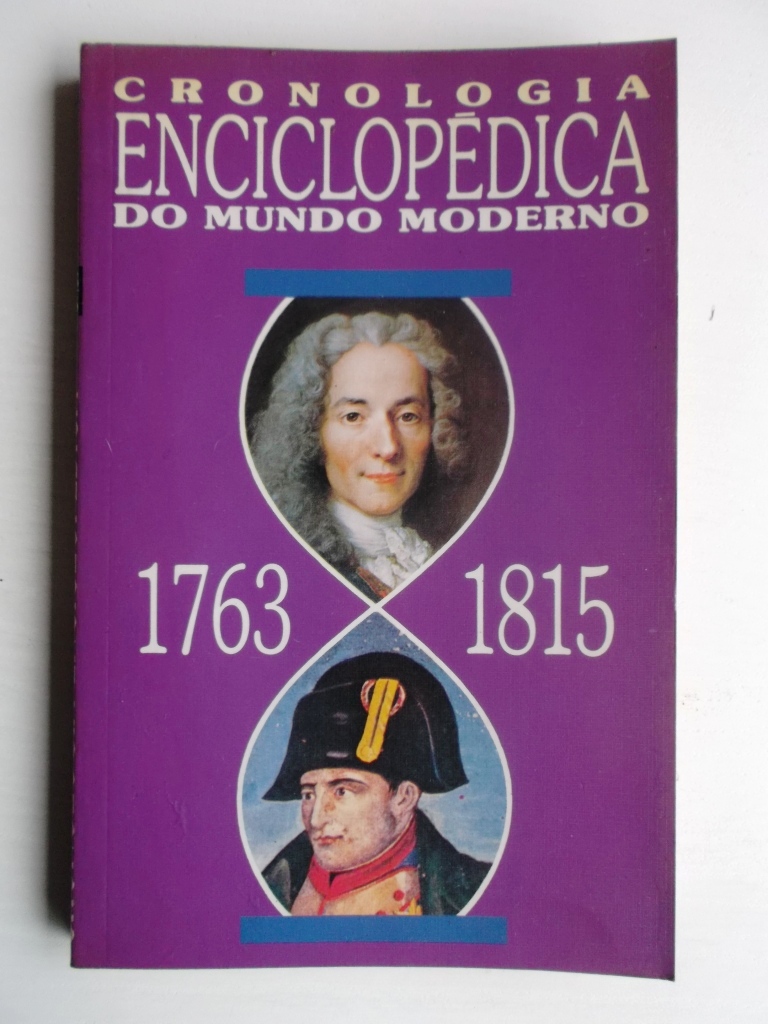 CRONOLOGIA
ENCICLOPÉDICA
DO MUNDO MODERNO
1763 1815